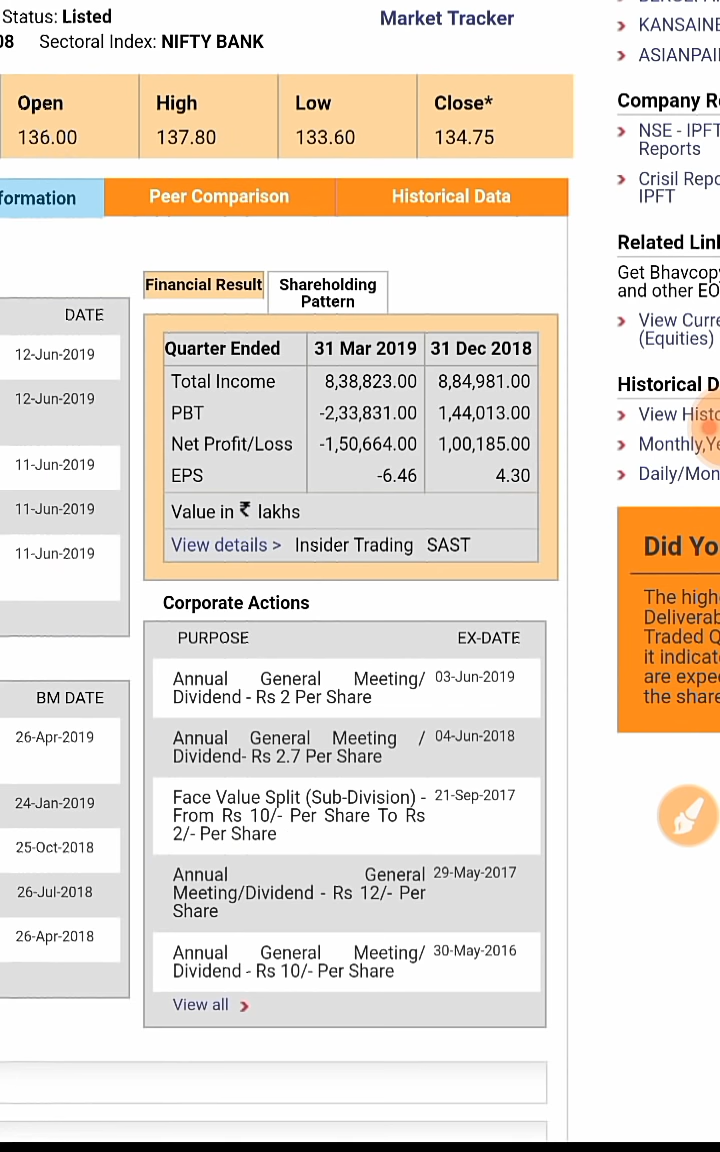 Status: Listed
Market Tracker
08 Sectoral Index: NIFTY BANK
Open High Low Close*
136.00 137.80 133.60 134.75
Peer Comparison Historical Data
Financial Result
Shareholding
Pattern
DATE
12-Jun-2019
12-Jun-2019
11-Jun-2019
11-Jun-2019
11-Jun-2019
Quarter Ended 31 Mar 2019 31 Dec 2018
Total Income 8,38,823.00 8,84,981.00
PBT -2,33,831.00 1,44,013.00
Net Profit/Loss -1,50,664.00 1,00,185.00
EPS -6.46 4.30
Value in ₹ lakhs
View details > Insider Trading SAST
Corporate Actions
PURPOSE EX-DATE
Annual General Meeting/ 03-Jun-2019
Dividend - Rs 2 Per Share
Annual General Meeting / 04-Jun-2018
Dividend- Rs 2.7 Per Share
Face Value Split (Sub-Division) - 21-Sep-2017
From Rs 10/- Per Share To Rs
2/- Per Share
Annual General 29-May-2017
Meeting/Dividend - Rs 12/- Per
Share
Annual General Meeting/ 30-May-2016
Dividend - Rs 10/- Per Share
View all
BM DATE
26-Apr-2019
24-Jan-2019
25-Oct-2018
26-Jul-2018
26-Apr-2018
KANSAINE
ASIANPAI
Company Re
NSE - IPFT
Reports
Crisil Repo
IPFT
Related Lin
Get Bhavcopy
and other EO
View Curre
(Equities)
Historical D
View Histo
Monthly,Ye
Daily/Mon
Did Yo
The highe
Deliverab
Traded Q
it indicat
are expe
the share